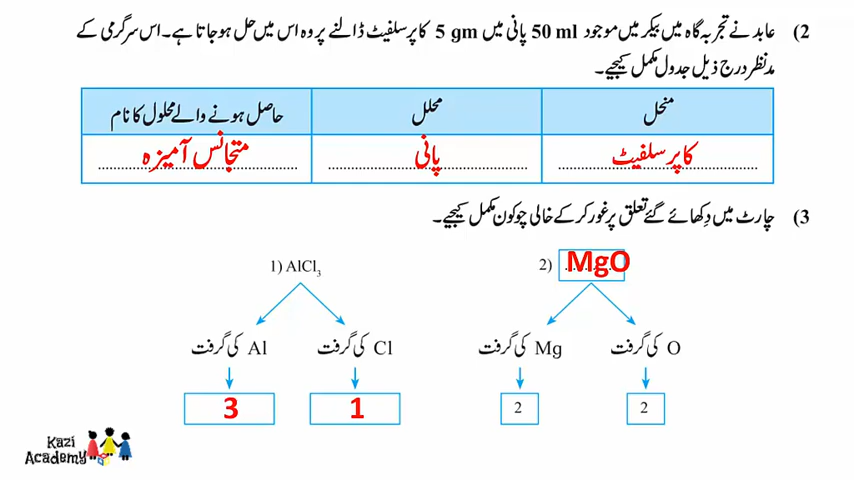 2) عابد نے تجربہ گاہ میں بیکر میں موجود 50 ml پانی میں 5 gm کاپر سلفیٹ ڈالنے پر وہ اس میں حل ہو جاتا ہے۔ اس سرگرمی کے
مدنظر درج ذیل جدول مکمل کیجیے۔
منحل محلل حاصل ہونے والے محلول کا نام
کاپر سلفیٹ پانی متجانس آمیزہ
3) چارٹ میں دِکھائے گئے تعلق پر غور کر کے خالی چوکون مکمل کیجیے۔
1) AlCl₃ 2) MgO
Al کی گرفت Cl کی گرفت Mg کی گرفت O کی گرفت
3 1 2 2
Kazi
Academy